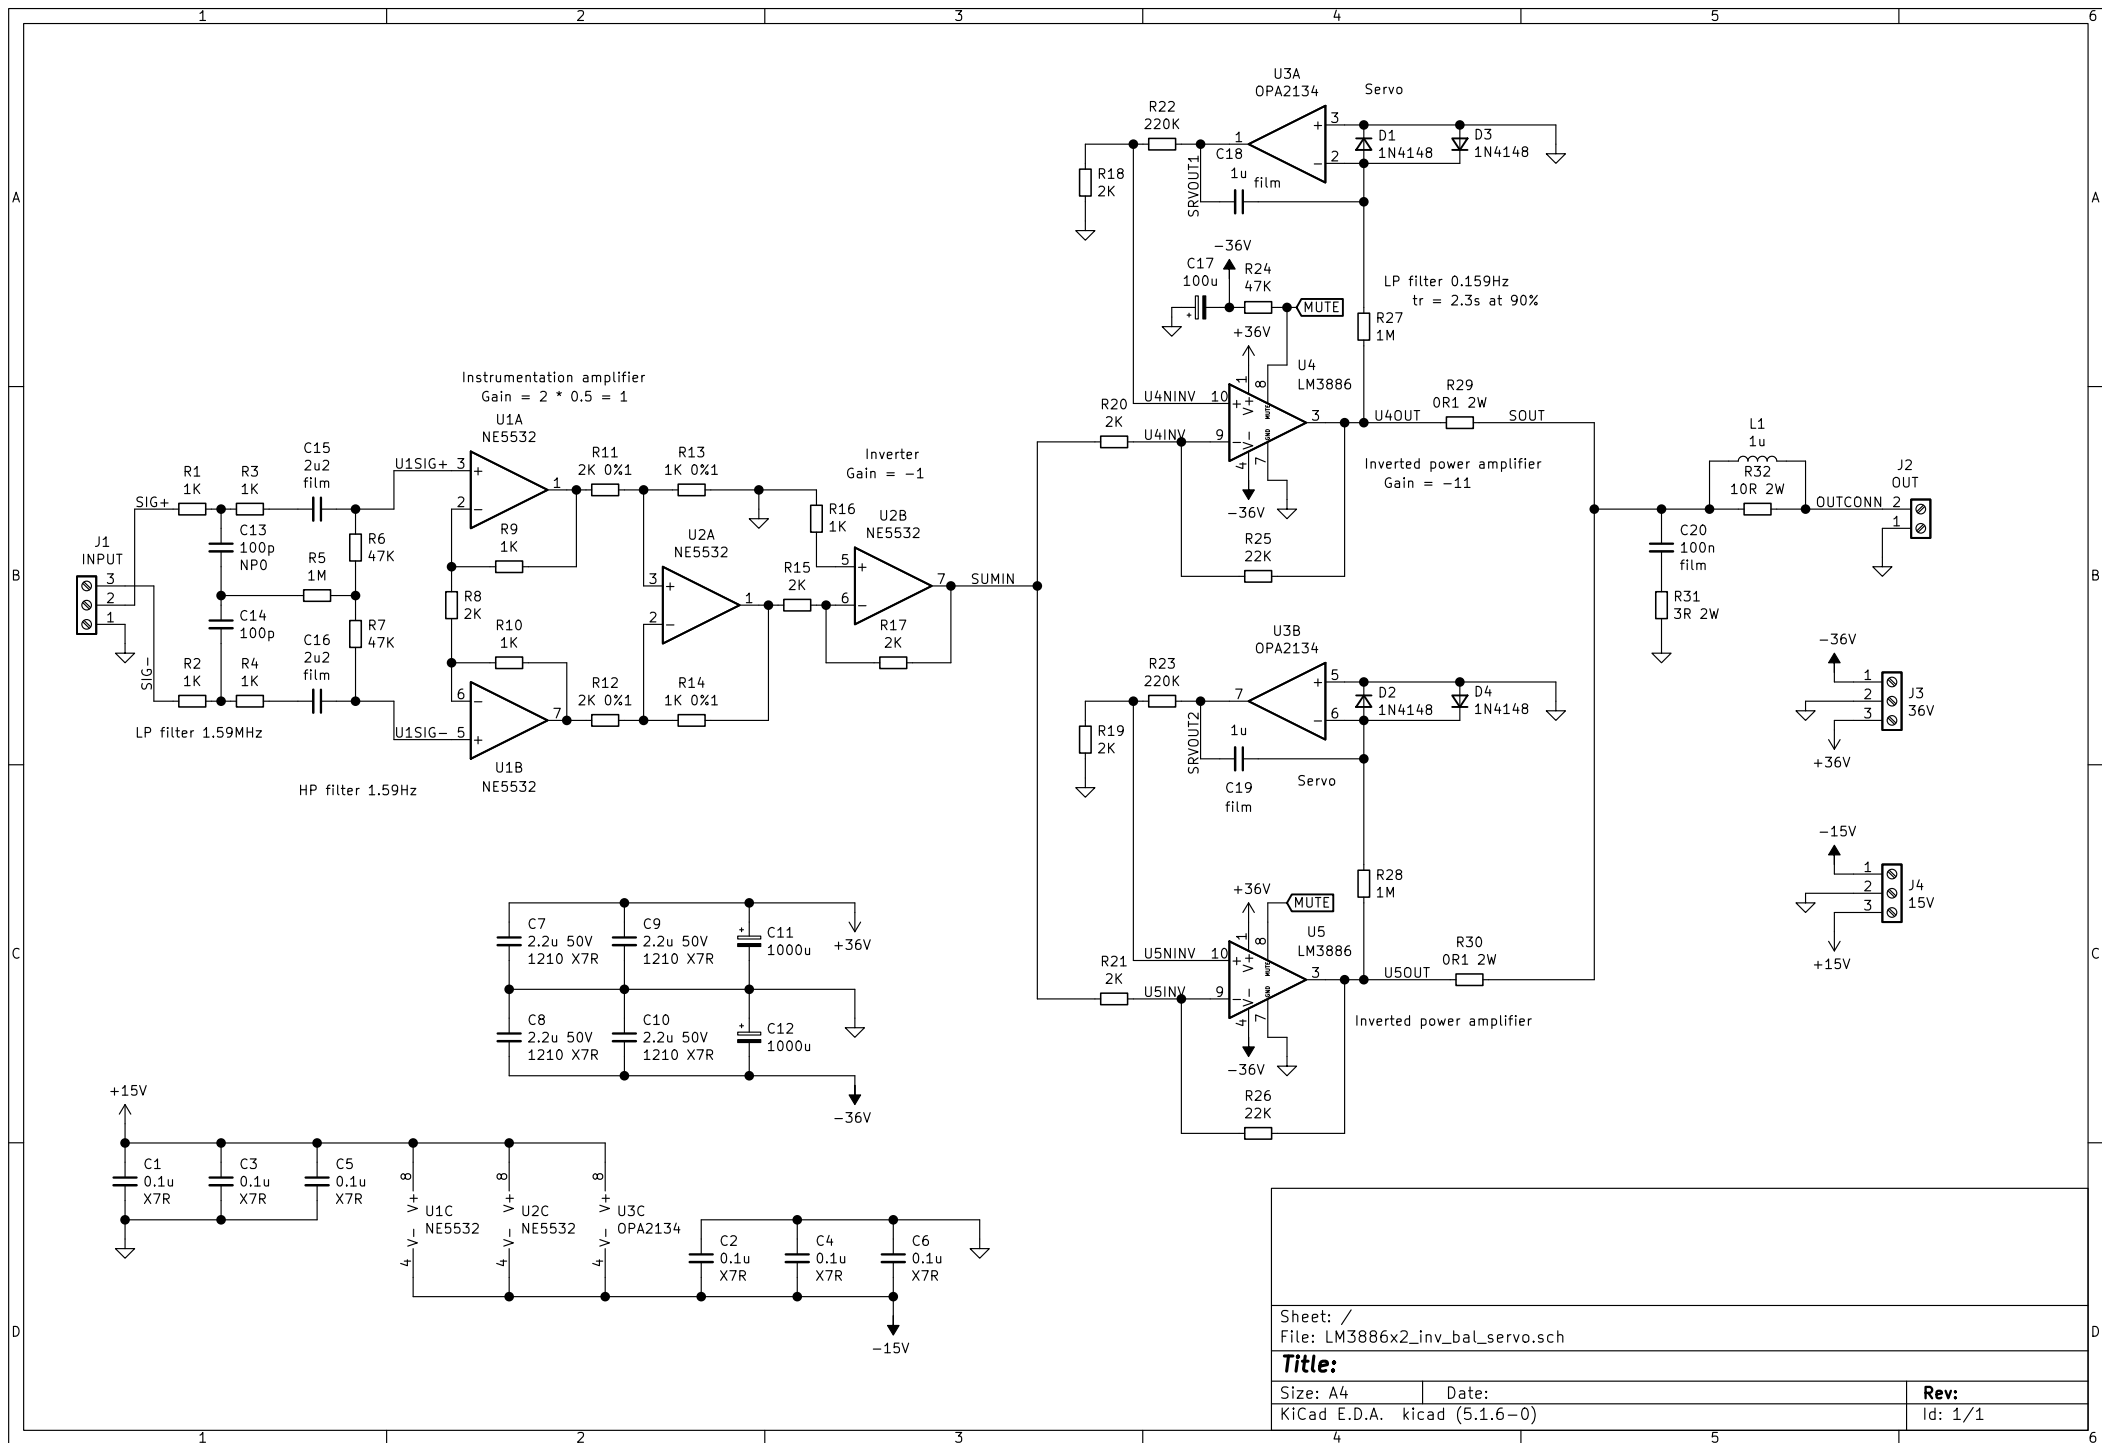 1 2 3 4 5 6
A
B
C
D
U3A
OPA2134
Servo
R22
220K
1
3
2
+
-
D1
1N4148
D3
1N4148
C18
1u
film
SRVOUT1
R18
2K
-36V
C17
100u
+
R24
47K
MUTE
LP filter 0.159Hz
tr = 2.3s at 90%
R27
1M
+36V
U4
LM3886
R20
2K
U4NINV
10
U4INV
9
+
-
V+
V-
MUTE
GND
1
8
4
7
3
U4OUT
R29
0R1 2W
SOUT
-36V
Inverted power amplifier
Gain = -11
R25
22K
Instrumentation amplifier
Gain = 2 * 0.5 = 1
U1A
NE5532
C15
2u2
film
U1SIG+
3
2
+
-
1
R11
2K 0%1
R13
1K 0%1
Inverter
Gain = -1
R1
1K
R3
1K
SIG+
C13
100p
NP0
R6
47K
R9
1K
R16
1K
U2B
NE5532
U2A
NE5532
J1
INPUT
3
2
1
R5
1M
R8
2K
C14
100p
R7
47K
R10
1K
3
2
+
-
1
R15
2K
5
6
+
-
7
SUMIN
R17
2K
C16
2u2
film
R2
1K
R4
1K
SIG-
R12
2K 0%1
R14
1K 0%1
6
5
-
+
7
U1SIG-
U1B
NE5532
LP filter 1.59MHz
HP filter 1.59Hz
L1
1u
R32
10R 2W
J2
OUT
OUTCONN
2
1
C20
100n
film
R31
3R 2W
U3B
OPA2134
R23
220K
7
5
6
+
-
D2
1N4148
D4
1N4148
1u
C19
film
SRVOUT2
Servo
R19
2K
-36V
1
2
3
J3
36V
+36V
-15V
1
2
3
J4
15V
+15V
R28
1M
+36V
MUTE
U5
LM3886
R21
2K
U5NINV
10
U5INV
9
+
-
V+
V-
MUTE
GND
1
8
4
7
3
U5OUT
R30
0R1 2W
-36V
Inverted power amplifier
R26
22K
C7
2.2u 50V
1210 X7R
C9
2.2u 50V
1210 X7R
+
C11
1000u
+36V
C8
2.2u 50V
1210 X7R
C10
2.2u 50V
1210 X7R
+
C12
1000u
-36V
+15V
C1
0.1u
X7R
C3
0.1u
X7R
C5
0.1u
X7R
8
V+
V-
4
U1C
NE5532
8
V+
V-
4
U2C
NE5532
8
V+
V-
4
U3C
OPA2134
C2
0.1u
X7R
C4
0.1u
X7R
C6
0.1u
X7R
-15V
Sheet: /
File: LM3886x2_inv_bal_servo.sch
Title:
Size: A4 Date: Rev:
KiCad E.D.A. kicad (5.1.6-0) Id: 1/1
A
B
C
D
1 2 3 4 5 6